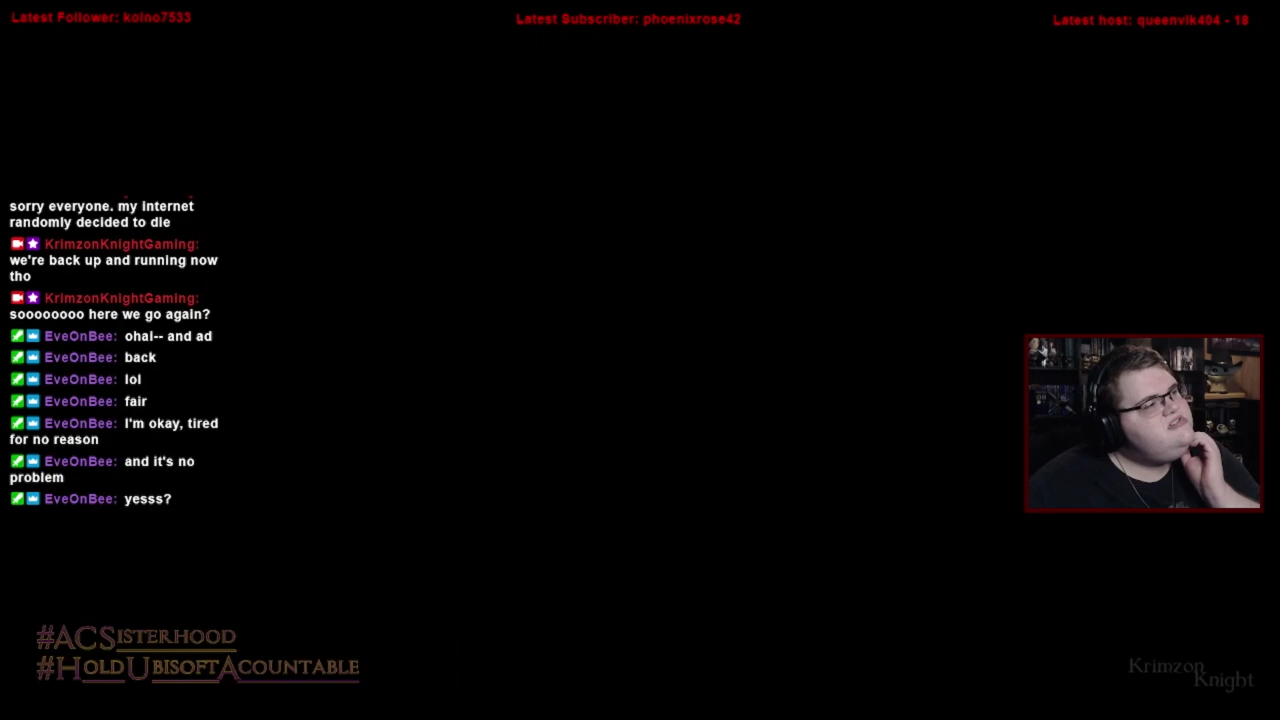 Latest Follower: kolno7533
Latest Subscriber: phoenixrose42
Latest host: queenvik404 - 18
sorry everyone. my internet
randomly decided to die
KrimzonKnightGaming:
we're back up and running now
tho
KrimzonKnightGaming:
soooooooo here we go again?
EveOnBee: ohai-- and ad
EveOnBee: back
EveOnBee: lol
EveOnBee: fair
EveOnBee: I'm okay, tired
for no reason
EveOnBee: and it's no
problem
EveOnBee: yesss?
#ACSisterhood
#HoldUbisoftAcountable
Krimzon
Knight